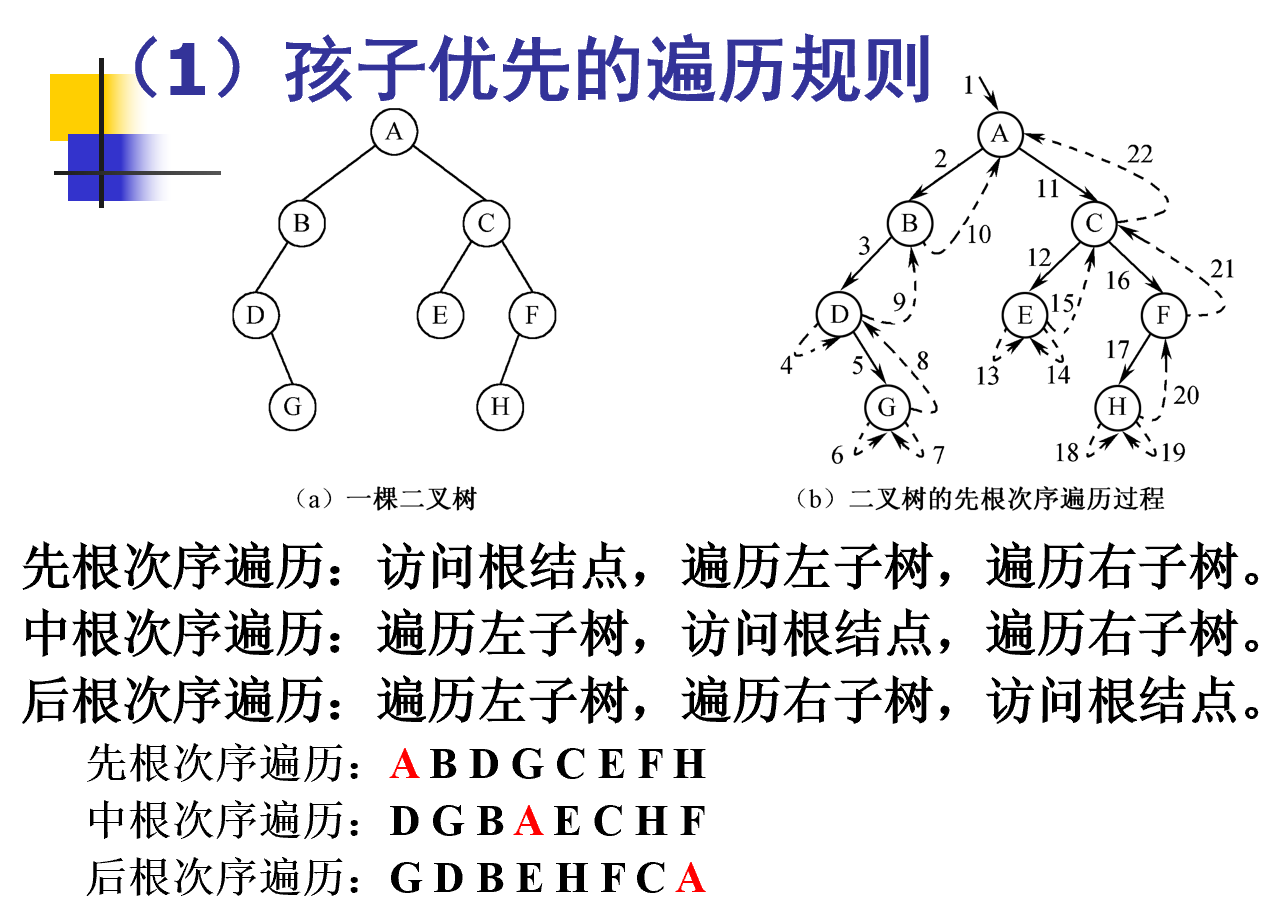 （1）孩子优先的遍历规则
A
B C
D E F
G H
（a）一棵二叉树
1
A
2 11 22
B C
10
3 12 16 21
D 9 E 15 F
4 5 8 13 14 17
G H 20
6 7 18 19
（b）二叉树的先根次序遍历过程
先根次序遍历：访问根结点，遍历左子树，遍历右子树。
中根次序遍历：遍历左子树，访问根结点，遍历右子树。
后根次序遍历：遍历左子树，遍历右子树，访问根结点。
先根次序遍历：A B D G C E F H
中根次序遍历：D G B A E C H F
后根次序遍历：G D B E H F C A